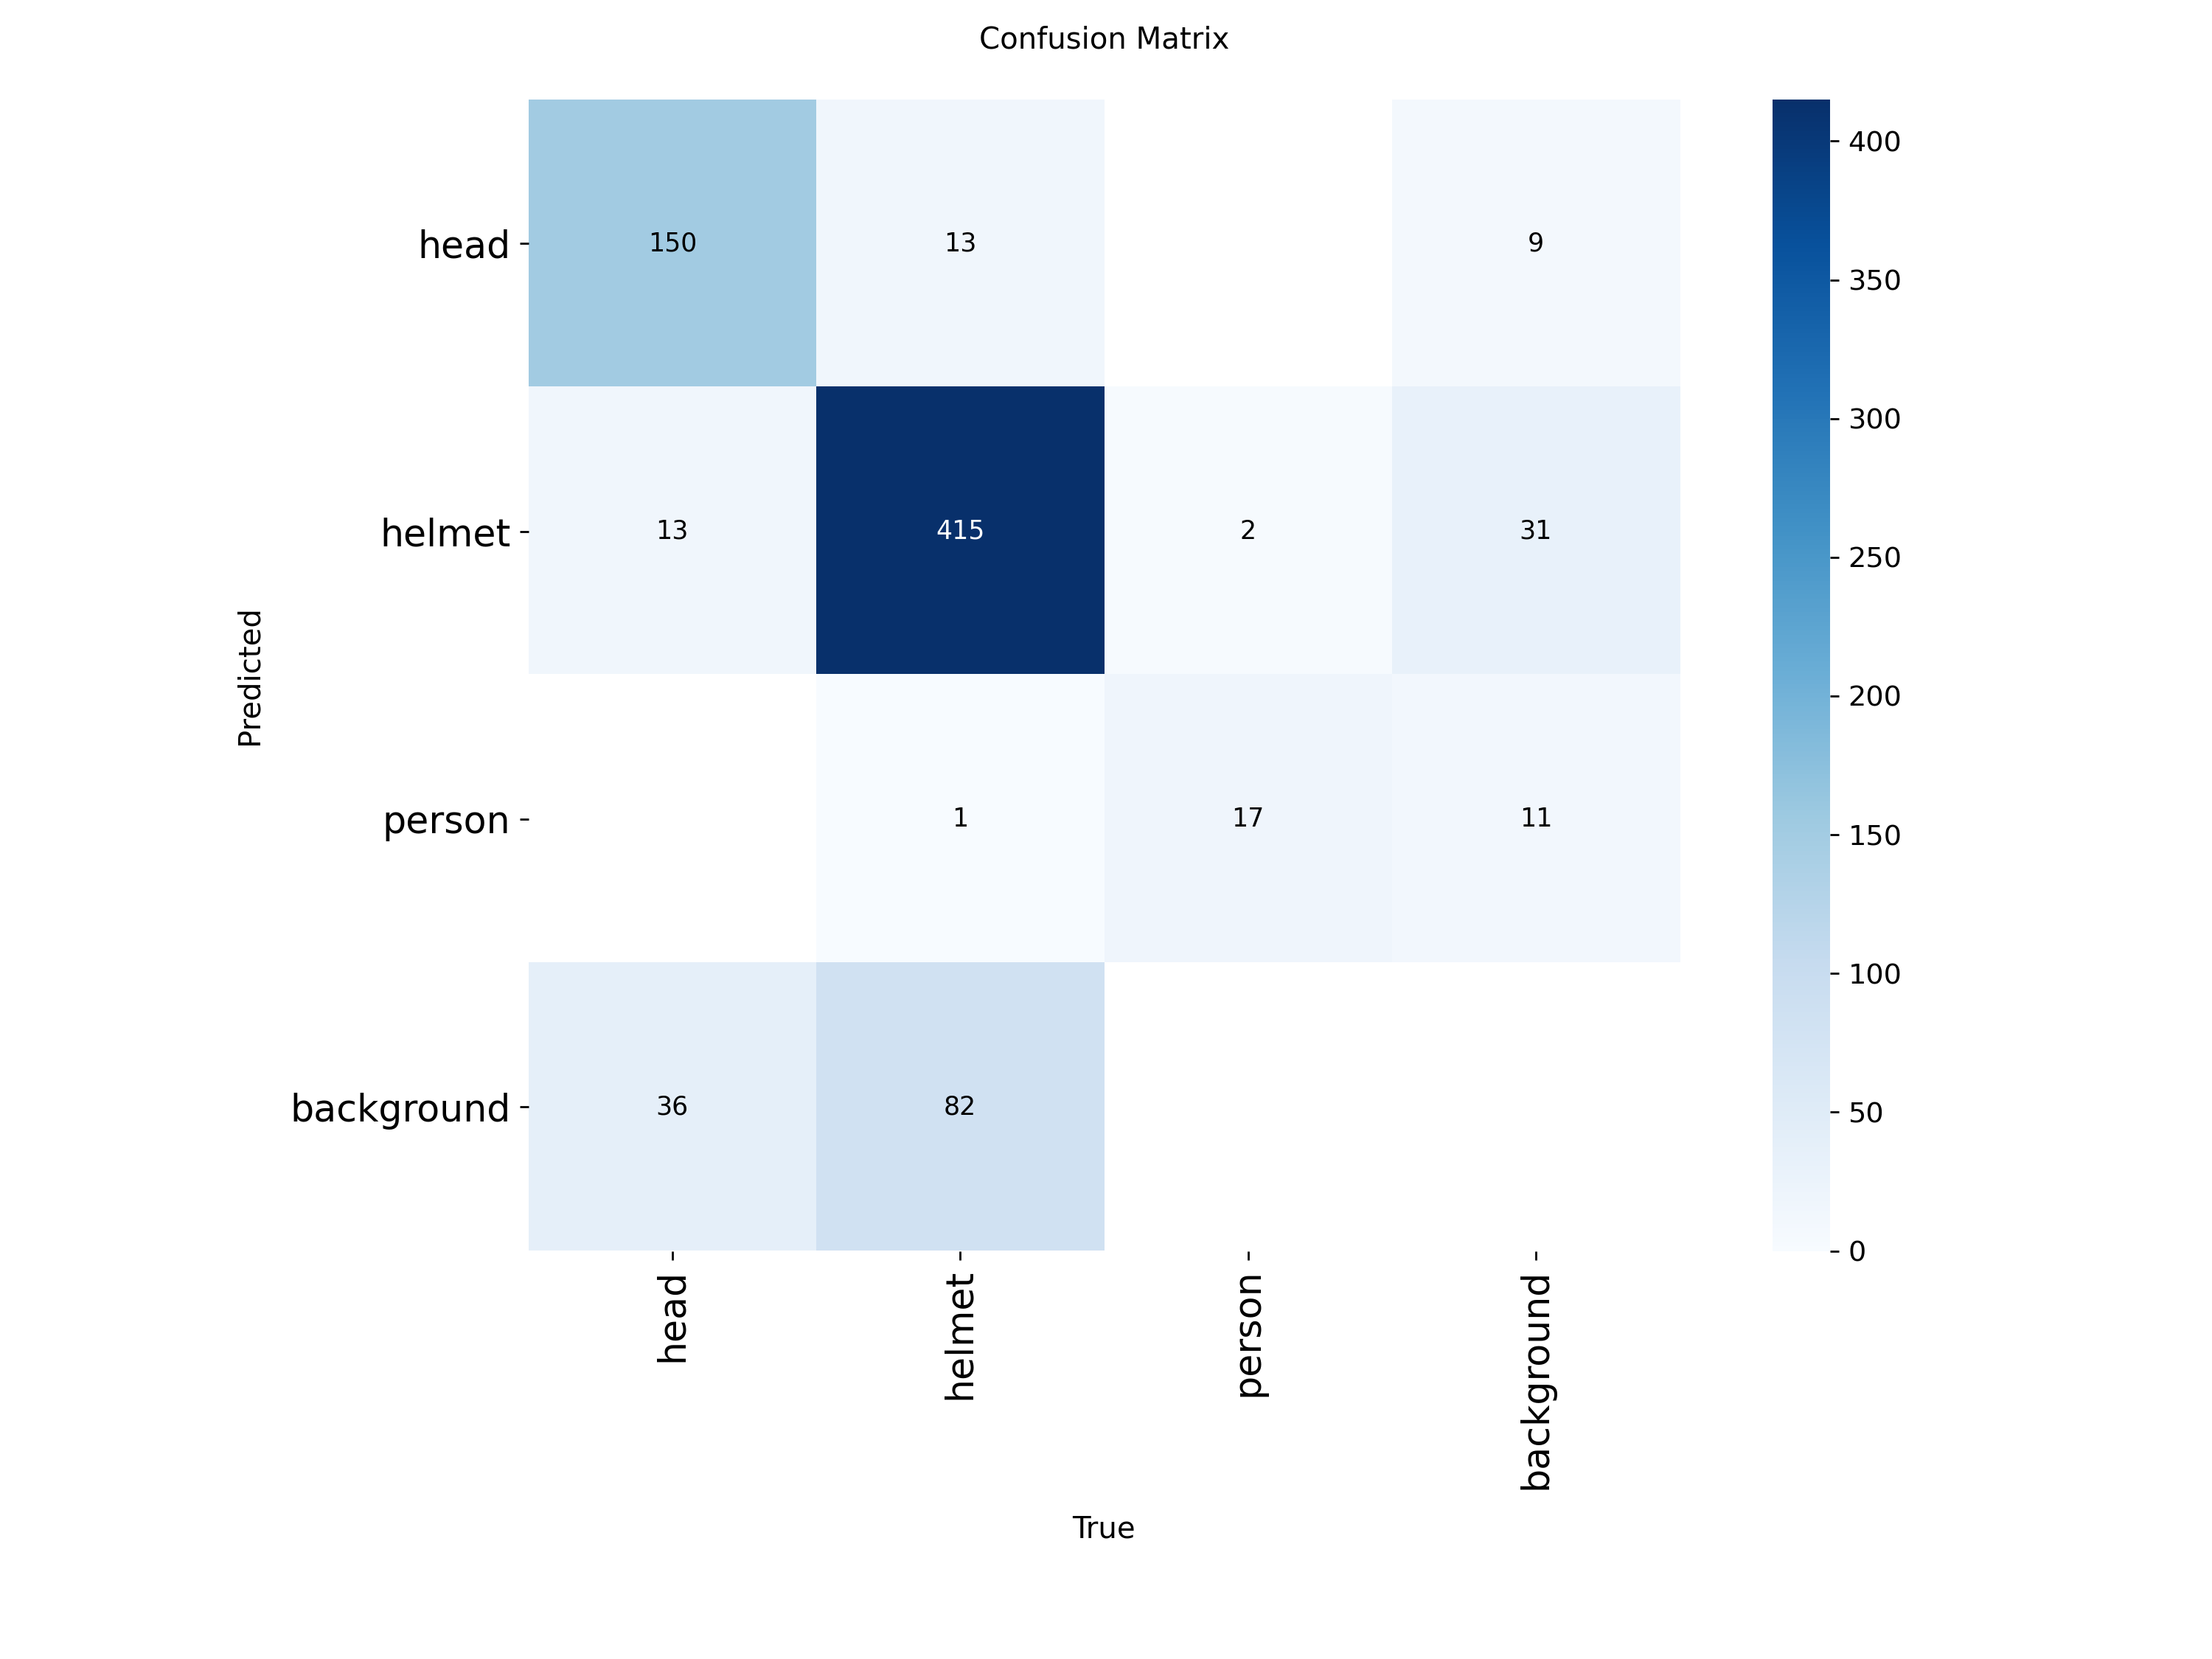 Confusion Matrix
head 150 13 9
helmet 13 415 2 31
person 1 17 11
background 36 82
head helmet person background
True
Predicted
400
350
300
250
200
150
100
50
0